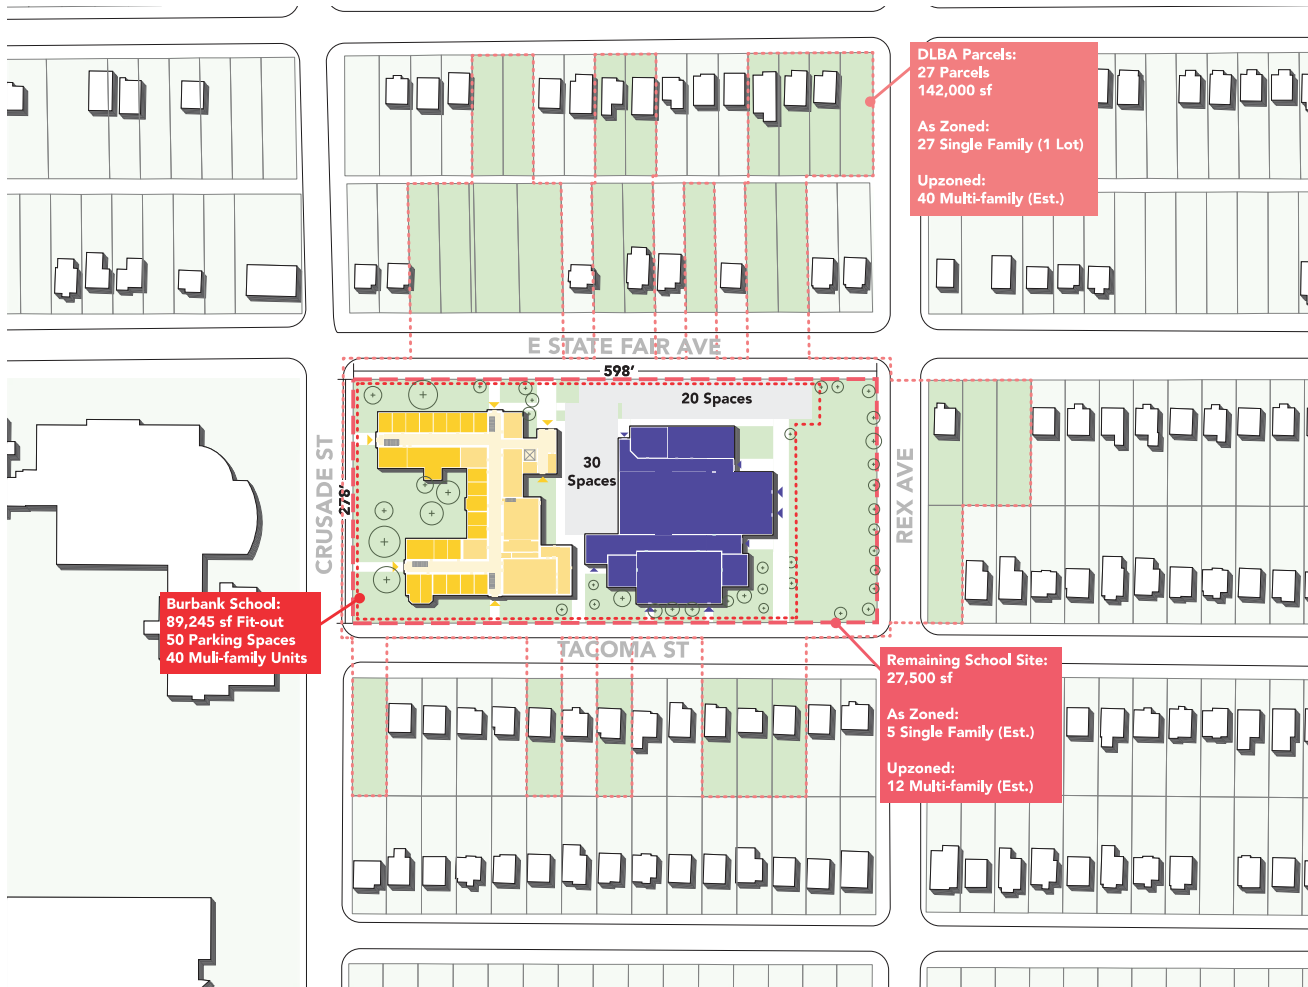 DLBA Parcels:
27 Parcels
142,000 sf
As Zoned:
27 Single Family (1 Lot)
Upzoned:
40 Multi-family (Est.)
E STATE FAIR AVE
598'
20 Spaces
30
Spaces
CRUSADE ST
278'
REX AVE
Burbank School:
89,245 sf Fit-out
50 Parking Spaces
40 Muli-family Units
TACOMA ST
Remaining School Site:
27,500 sf
As Zoned:
5 Single Family (Est.)
Upzoned:
12 Multi-family (Est.)